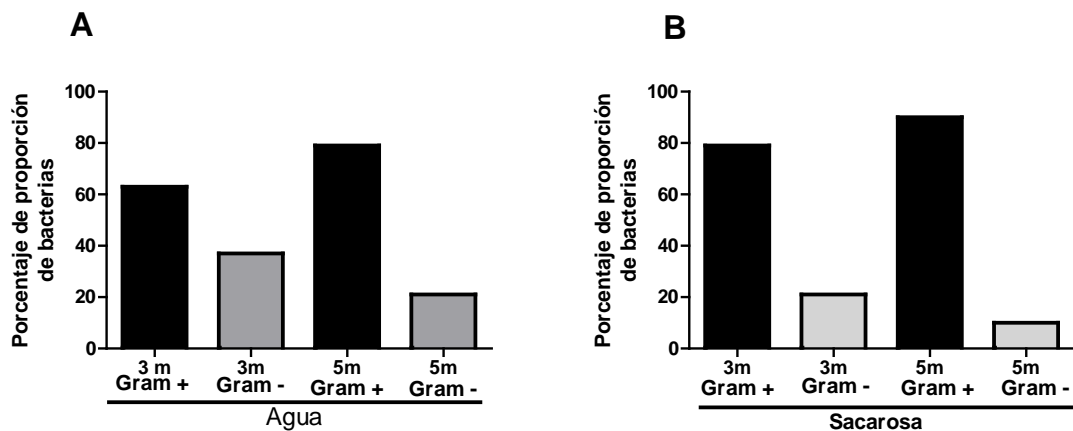 A
Porcentaje de proporción
de bacterias
100
80
60
40
20
0
3 m
Gram +
3m
Gram -
5m
Gram +
5m
Gram -
Agua
B
Porcentaje de proporción
de bacterias
100
80
60
40
20
0
3m
Gram +
3m
Gram -
5m
Gram +
5m
Gram -
Sacarosa